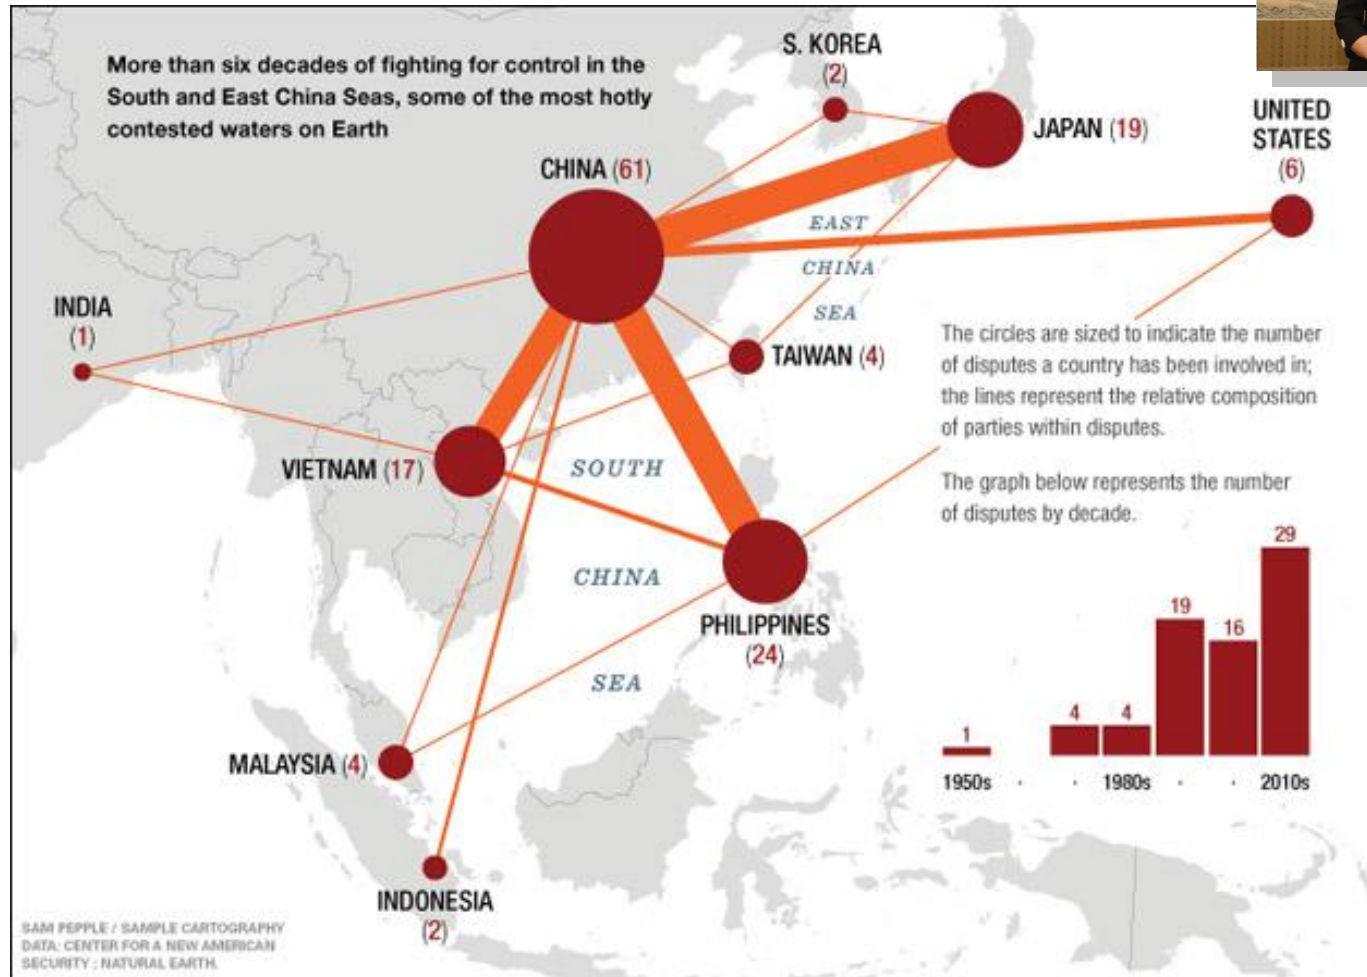 More than six decades of fighting for control in the
South and East China Seas, some of the most hotly
contested waters on Earth
S. KOREA
(2)
JAPAN (19)
UNITED
STATES
(6)
CHINA (61)
EAST
CHINA
SEA
INDIA
(1)
TAIWAN (4)
The circles are sized to indicate the number
of disputes a country has been involved in;
the lines represent the relative composition
of parties within disputes.
VIETNAM (17)
SOUTH
CHINA
SEA
The graph below represents the number
of disputes by decade.
PHILIPPINES
(24)
1
4
4
19
16
29
1950s · · 1980s · · 2010s
MALAYSIA (4)
INDONESIA
(2)
SAM PEPPLE / SAMPLE CARTOGRAPHY
DATA: CENTER FOR A NEW AMERICAN
SECURITY ; NATURAL EARTH.